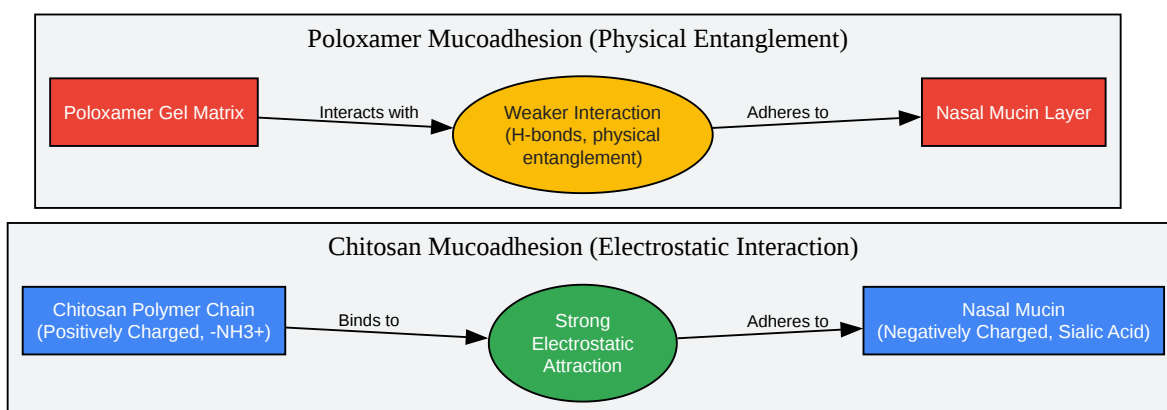 Poloxamer Mucoadhesion (Physical Entanglement)
Poloxamer Gel Matrix
Interacts with
Weaker Interaction
(H-bonds, physical
entanglement)
Adheres to
Nasal Mucin Layer
Chitosan Mucoadhesion (Electrostatic Interaction)
Chitosan Polymer Chain
(Positively Charged, -NH3+)
Binds to
Strong
Electrostatic
Attraction
Adheres to
Nasal Mucin
(Negatively Charged, Sialic Acid)